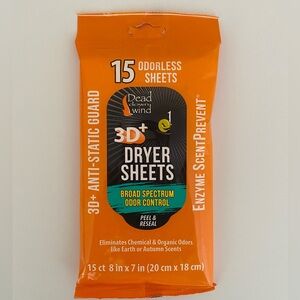 15 ODORLESS
SHEETS
Dead
down
wind
3D+
DRYER
SHEETS
BROAD SPECTRUM
ODOR CONTROL
PEEL &
RESEAL
3D+ ANTI-STATIC GUARD
ENZYME SCENTPREVENT
Eliminates Chemical & Organic Odors
like Earth or Autumn Scents
15 ct 8 in x 7 in (20 cm x 18 cm)